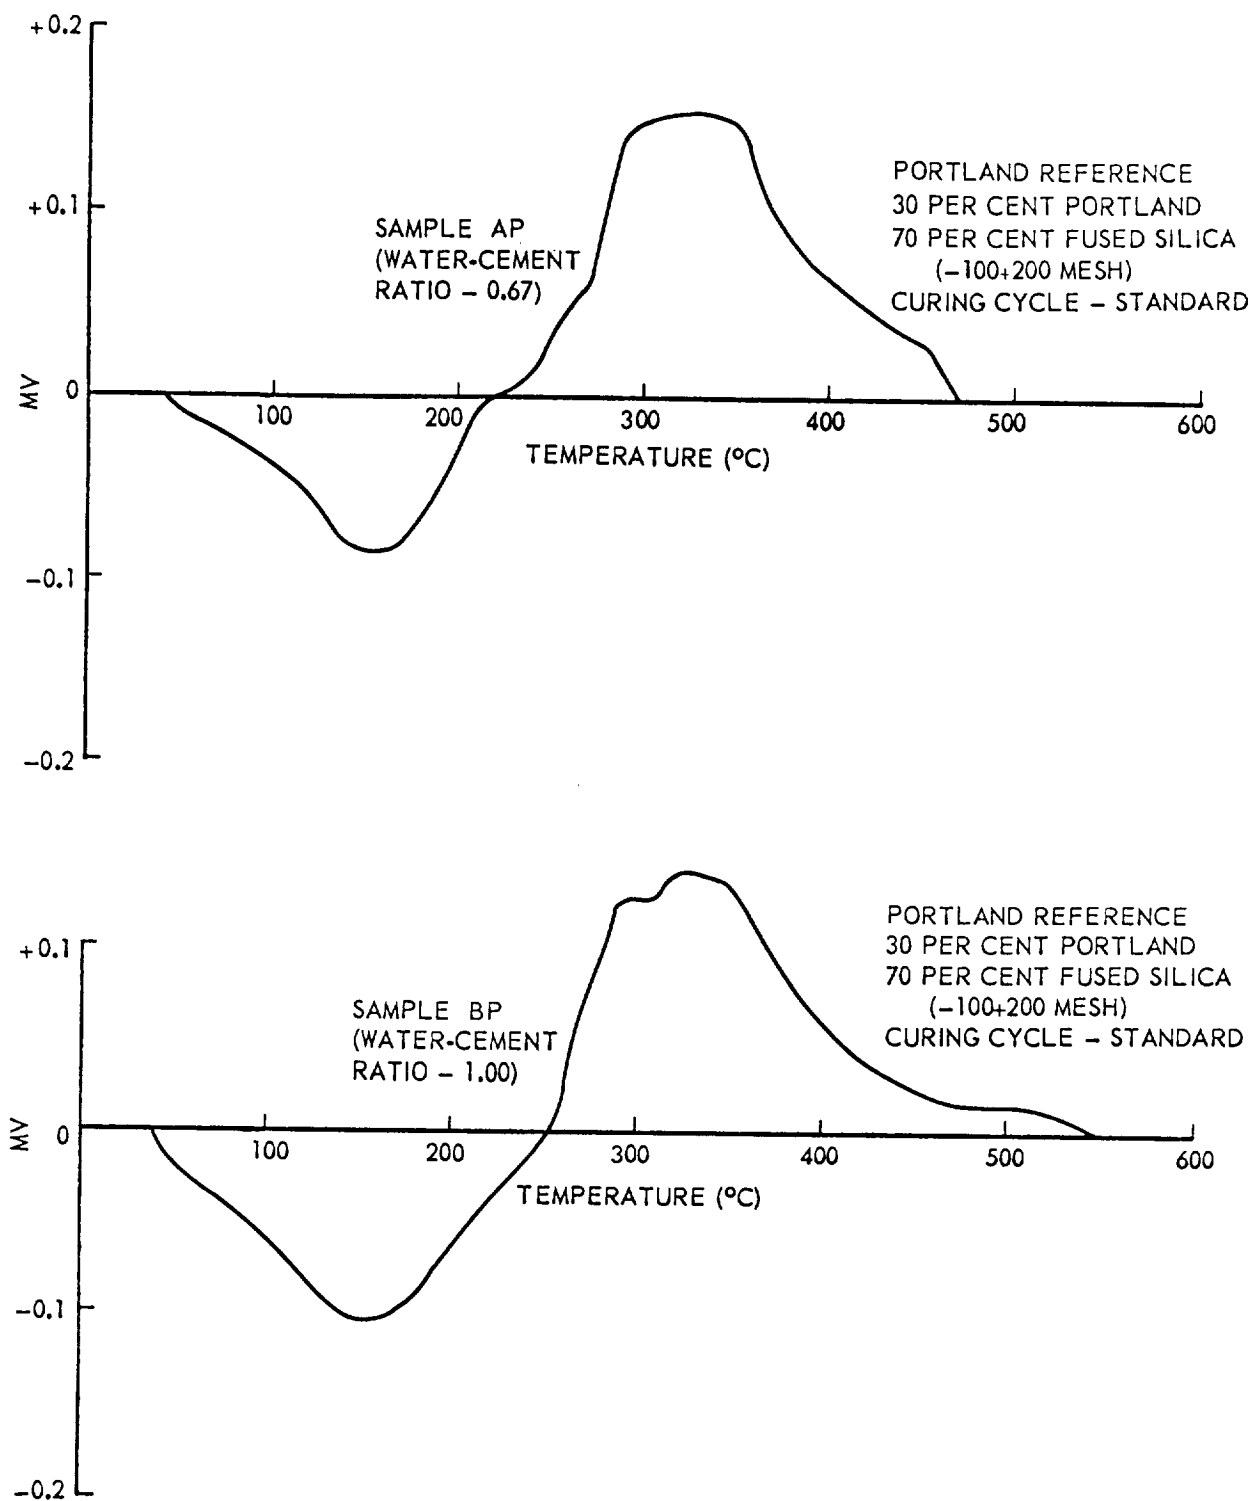 +0.2
+0.1
MV
0
-0.1
-0.2
SAMPLE AP
(WATER-CEMENT
RATIO - 0.67)
PORTLAND REFERENCE
30 PER CENT PORTLAND
70 PER CENT FUSED SILICA
(-100+200 MESH)
CURING CYCLE - STANDARD
100
200
300
400
500
600
TEMPERATURE (°C)
+0.1
MV
0
-0.1
-0.2
SAMPLE BP
(WATER-CEMENT
RATIO - 1.00)
PORTLAND REFERENCE
30 PER CENT PORTLAND
70 PER CENT FUSED SILICA
(-100+200 MESH)
CURING CYCLE - STANDARD
100
200
300
400
500
600
TEMPERATURE (°C)